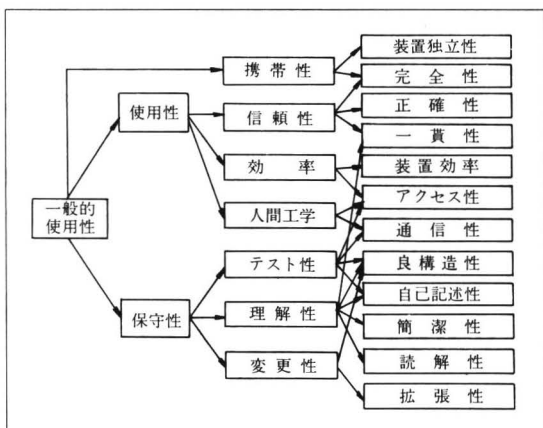 一般的
使用性
使用性
保守性
携帯性
信頼性
効率
人間工学
テスト性
理解性
変更性
装置独立性
完全性
正確性
一貫性
装置効率
アクセス性
通信性
良構造性
自己記述性
簡潔性
読解性
拡張性